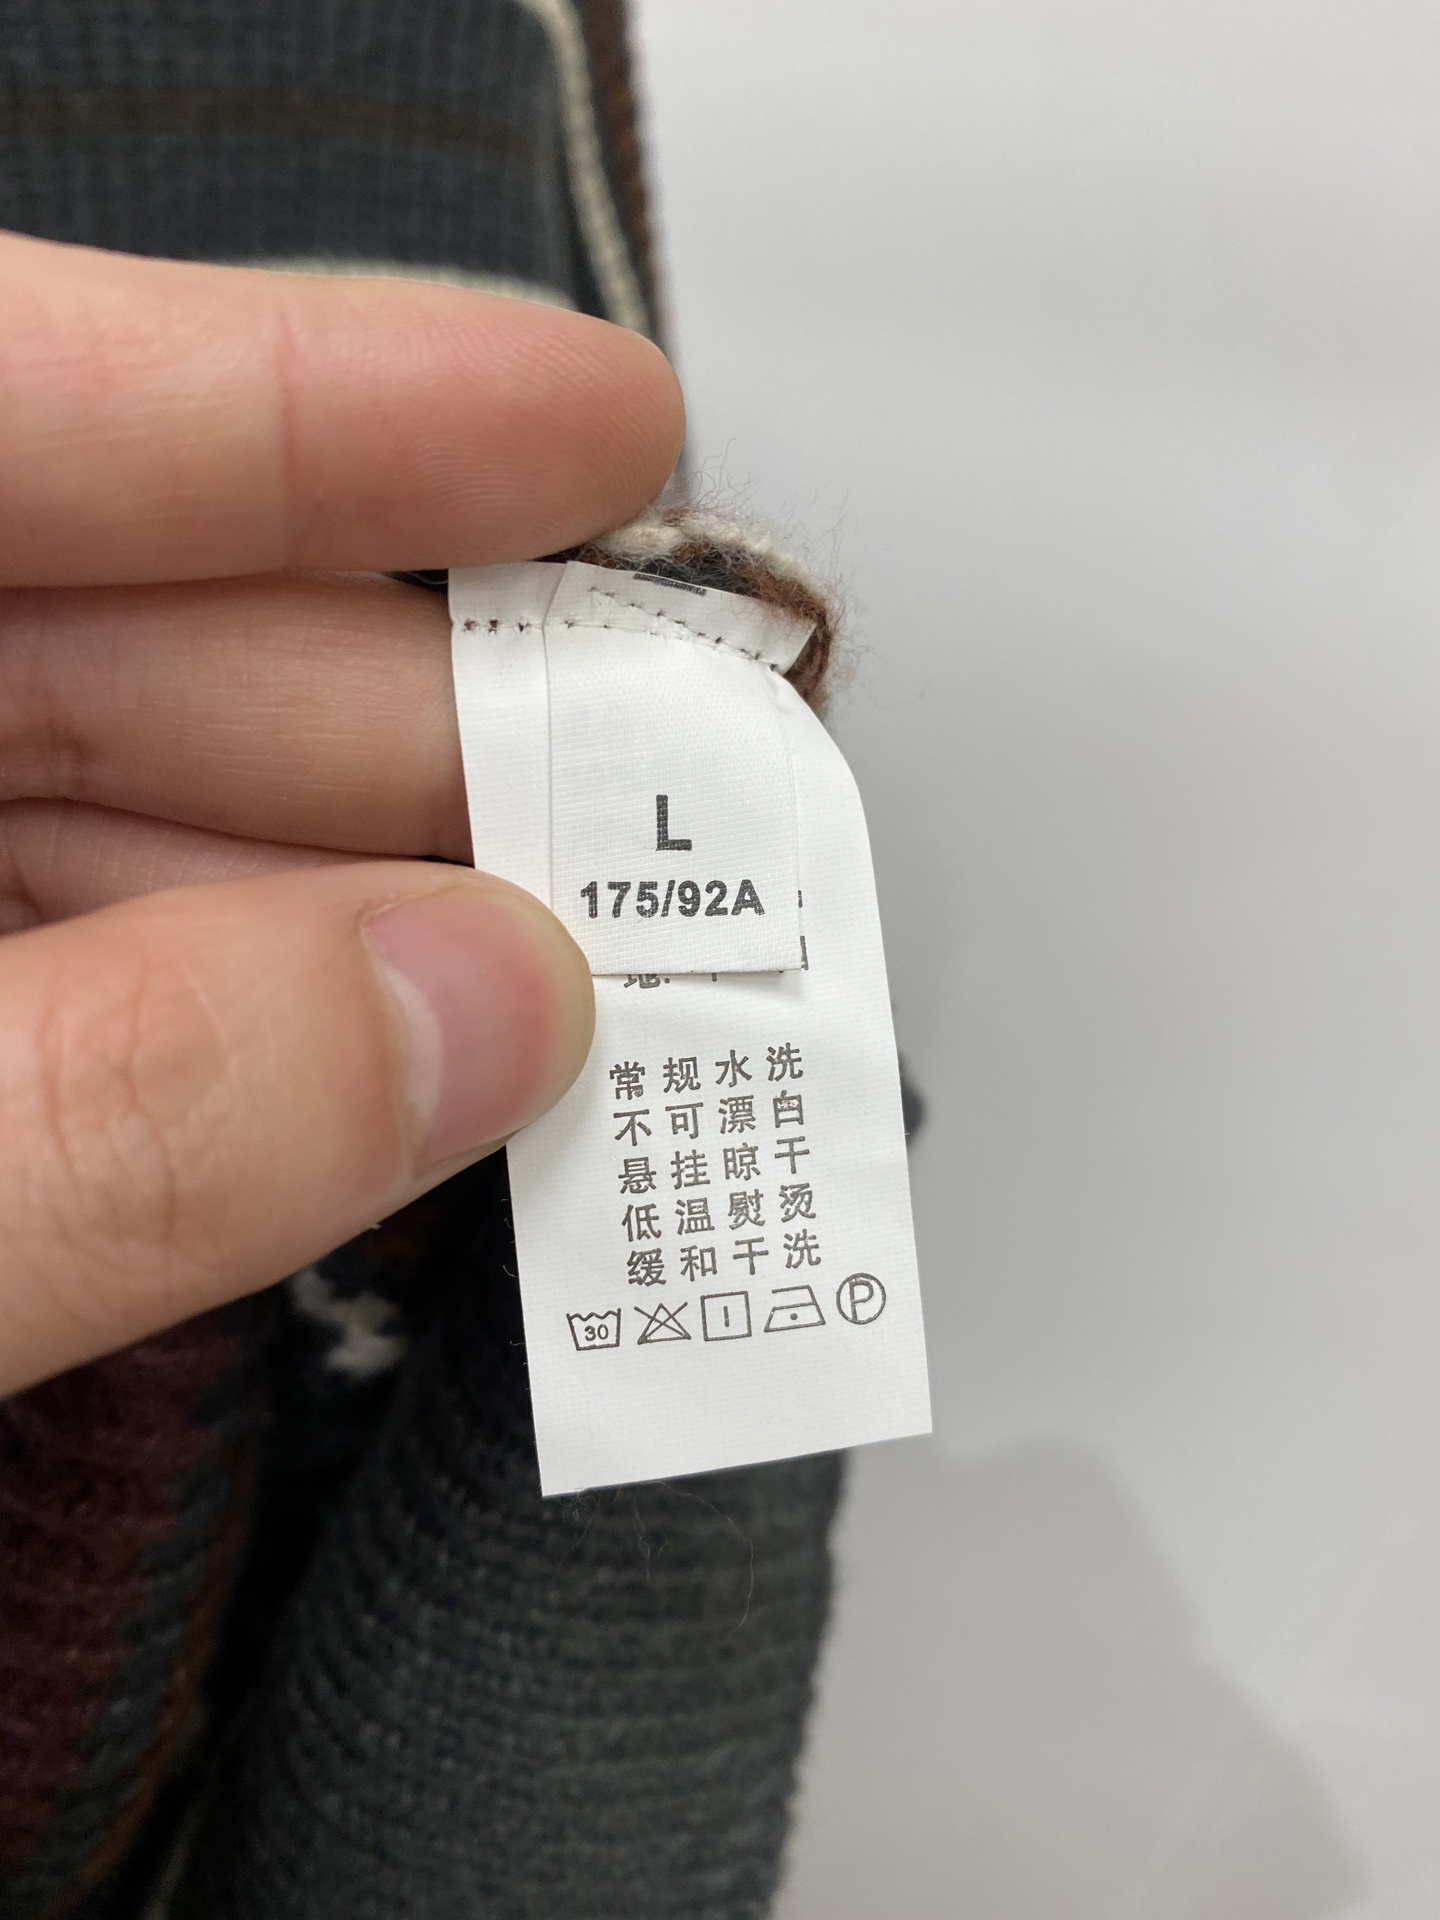 L
175/92A
常规水洗
不可漂白
悬挂晾干
低温熨烫
缓和干洗
30
P